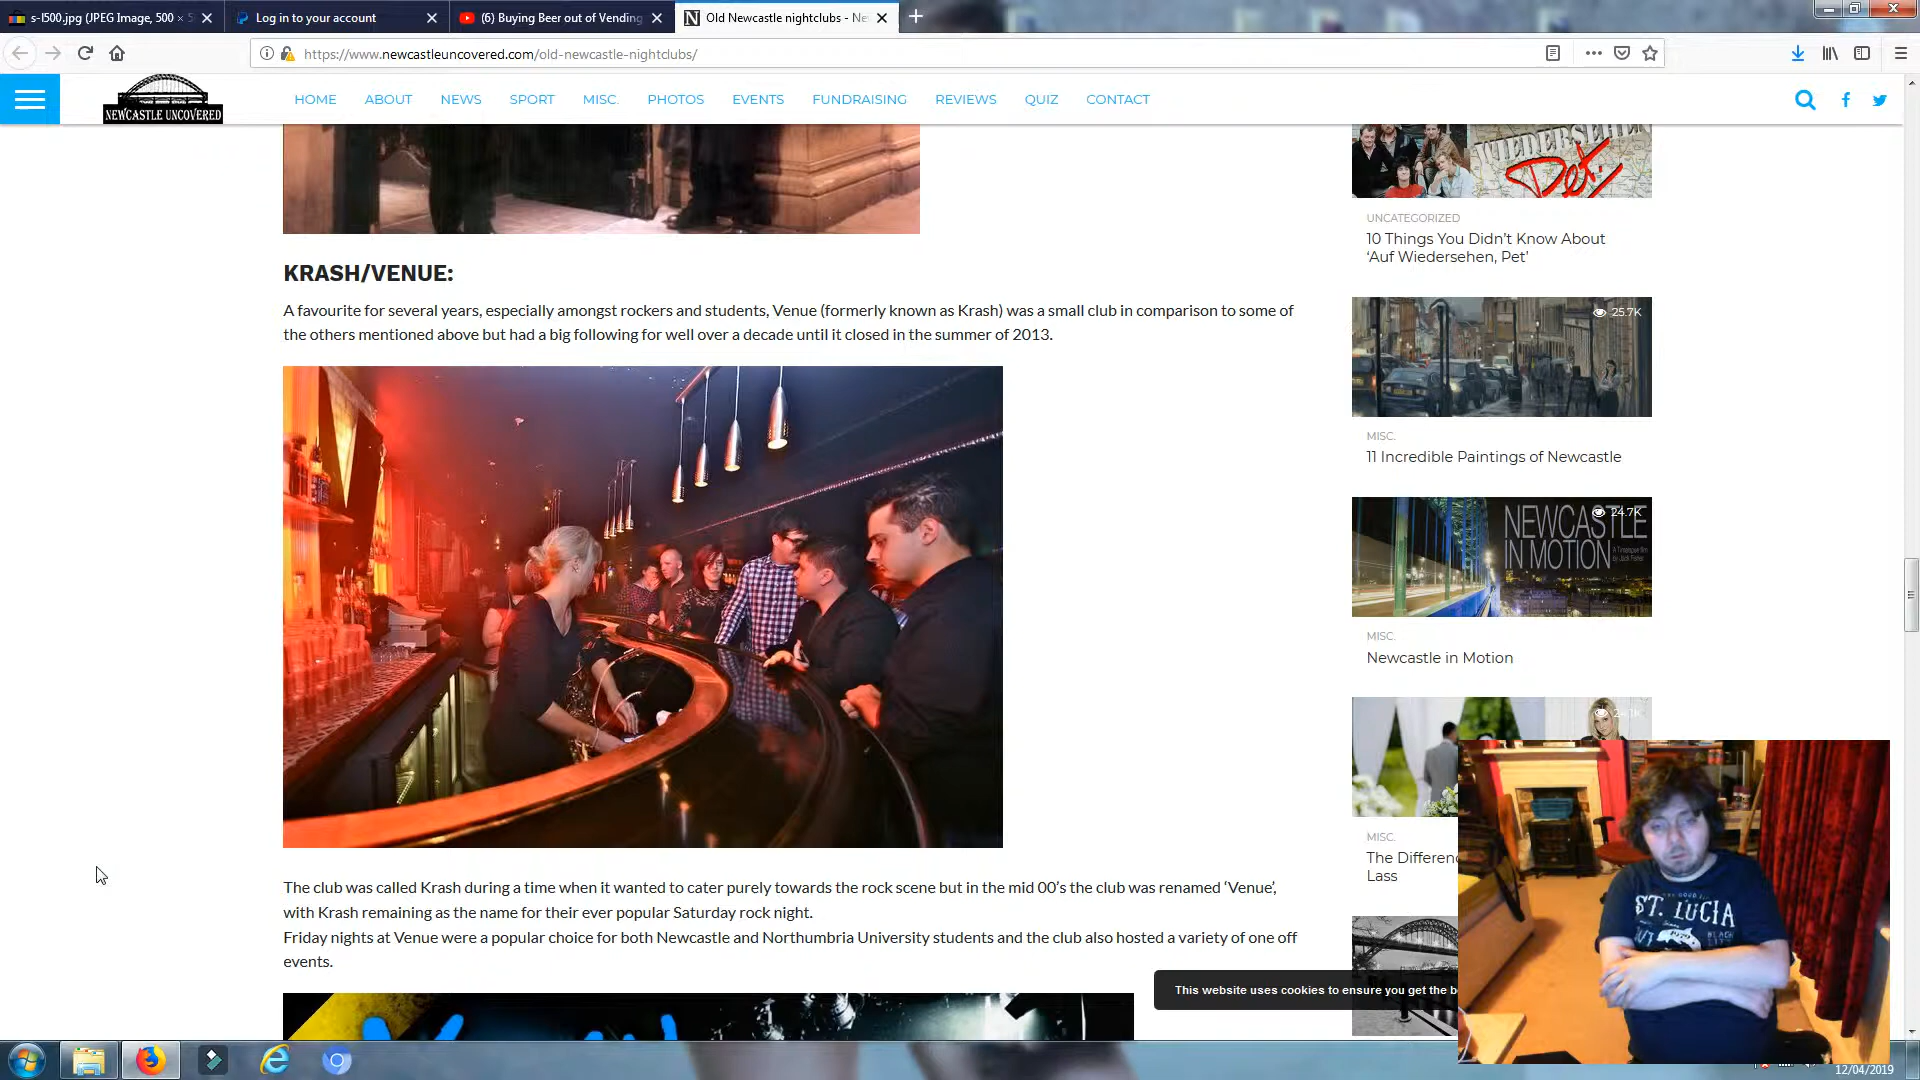 s-l500.jpg (JPEG Image, 500 × 5
Log in to your account
(6) Buying Beer out of Vending
Old Newcastle nightclubs - Ne
https://www.newcastleuncovered.com/old-newcastle-nightclubs/
NEWCASTLE UNCOVERED
HOME ABOUT NEWS SPORT MISC. PHOTOS EVENTS FUNDRAISING REVIEWS QUIZ CONTACT
KRASH/VENUE:
A favourite for several years, especially amongst rockers and students, Venue (formerly known as Krash) was a small club in comparison to some of
the others mentioned above but had a big following for well over a decade until it closed in the summer of 2013.
The club was called Krash during a time when it wanted to cater purely towards the rock scene but in the mid 00’s the club was renamed ‘Venue’,
with Krash remaining as the name for their ever popular Saturday rock night.
Friday nights at Venue were a popular choice for both Newcastle and Northumbria University students and the club also hosted a variety of one off
events.
WIEDERSEHEN
Pet
UNCATEGORIZED
10 Things You Didn’t Know About
‘Auf Wiedersehen, Pet’
25.7K
MISC.
11 Incredible Paintings of Newcastle
24.7K
NEWCASTLE
IN MOTION
MISC.
Newcastle in Motion
MISC.
The Differen
Lass
This website uses cookies to ensure you get the b
ST. LUCIA
12/04/2019